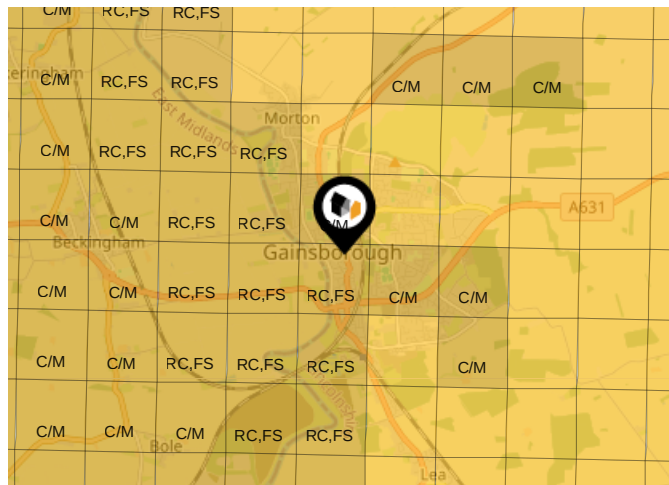 C/M RC,FS RC,FS
C/M RC,FS RC,FS C/M C/M C/M
East Midlands
Morton
C/M RC,FS RC,FS RC,FS
A631
C/M C/M RC,FS RC,FS
Beckingham
Gainsborough
C/M C/M RC,FS RC,FS RC,FS C/M C/M
C/M C/M RC,FS RC,FS RC,FS C/M
C/M C/M C/M RC,FS RC,FS
Bole
Lea